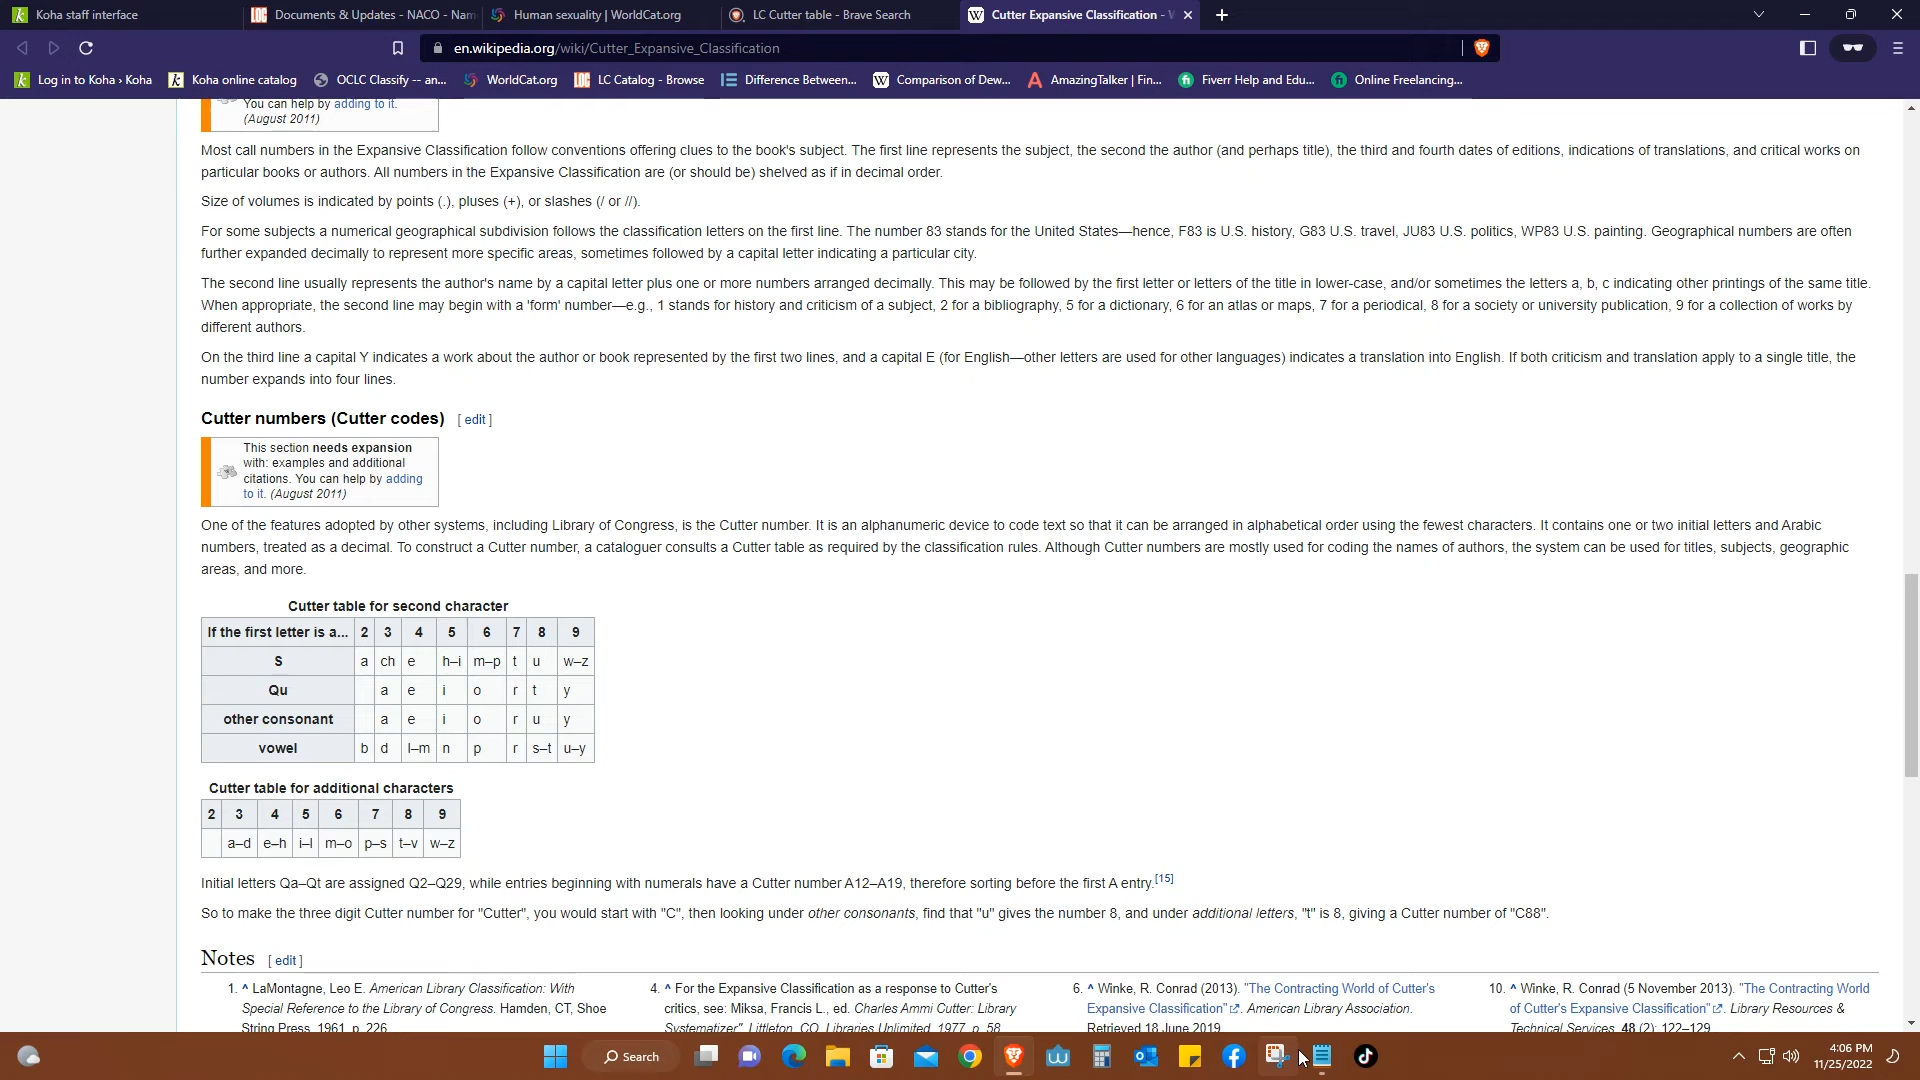 Koha staff interface
Documents & Updates - NACO - Nam
Human sexuality | WorldCat.org
LC Cutter table - Brave Search
Cutter Expansive Classification -
en.wikipedia.org/wiki/Cutter_Expansive_Classification
Log in to Koha › Koha
Koha online catalog
OCLC Classify -- an...
WorldCat.org
LC Catalog - Browse
Difference Between...
Comparison of Dew...
AmazingTalker | Fin...
Fiverr Help and Edu...
Online Freelancing...
You can help by adding to it.
(August 2011)
Most call numbers in the Expansive Classification follow conventions offering clues to the book's subject. The first line represents the subject, the second the author (and perhaps title), the third and fourth dates of editions, indications of translations, and critical works on
particular books or authors. All numbers in the Expansive Classification are (or should be) shelved as if in decimal order.
Size of volumes is indicated by points (.), pluses (+), or slashes (/ or //).
For some subjects a numerical geographical subdivision follows the classification letters on the first line. The number 83 stands for the United States—hence, F83 is U.S. history, G83 U.S. travel, JU83 U.S. politics, WP83 U.S. painting. Geographical numbers are often
further expanded decimally to represent more specific areas, sometimes followed by a capital letter indicating a particular city.
The second line usually represents the author's name by a capital letter plus one or more numbers arranged decimally. This may be followed by the first letter or letters of the title in lower-case, and/or sometimes the letters a, b, c indicating other printings of the same title.
When appropriate, the second line may begin with a 'form' number—e.g., 1 stands for history and criticism of a subject, 2 for a bibliography, 5 for a dictionary, 6 for an atlas or maps, 7 for a periodical, 8 for a society or university publication, 9 for a collection of works by
different authors.
On the third line a capital Y indicates a work about the author or book represented by the first two lines, and a capital E (for English—other letters are used for other languages) indicates a translation into English. If both criticism and translation apply to a single title, the
number expands into four lines.
Cutter numbers (Cutter codes) [ edit ]
This section needs expansion
with: examples and additional
citations. You can help by adding
to it. (August 2011)
One of the features adopted by other systems, including Library of Congress, is the Cutter number. It is an alphanumeric device to code text so that it can be arranged in alphabetical order using the fewest characters. It contains one or two initial letters and Arabic
numbers, treated as a decimal. To construct a Cutter number, a cataloguer consults a Cutter table as required by the classification rules. Although Cutter numbers are mostly used for coding the names of authors, the system can be used for titles, subjects, geographic
areas, and more.
Cutter table for second character
If the first letter is a... 2 3 4 5 6 7 8 9
S a ch e h–i m–p t u w–z
Qu a e i o r t y
other consonant a e i o r u y
vowel b d l–m n p r s–t u–y
Cutter table for additional characters
2 3 4 5 6 7 8 9
a–d e–h i–l m–o p–s t–v w–z
Initial letters Qa–Qt are assigned Q2–Q29, while entries beginning with numerals have a Cutter number A12–A19, therefore sorting before the first A entry.[15]
So to make the three digit Cutter number for "Cutter", you would start with "C", then looking under other consonants, find that "u" gives the number 8, and under additional letters, "t" is 8, giving a Cutter number of "C88".
Notes [ edit ]
1. ^ LaMontagne, Leo E. American Library Classification: With
Special Reference to the Library of Congress. Hamden, CT, Shoe
String Press. 1961. p. 226
4. ^ For the Expansive Classification as a response to Cutter's
critics, see: Miksa, Francis L., ed. Charles Ammi Cutter: Library
Systematizer". Littleton, CO. Libraries Unlimited. 1977. p. 58
6. ^ Winke, R. Conrad (2013). "The Contracting World of Cutter's
Expansive Classification". American Library Association.
Retrieved 18 June 2019
10. ^ Winke, R. Conrad (5 November 2013). "The Contracting World
of Cutter's Expansive Classification". Library Resources &
Technical Services. 48 (2): 122–129
Search
4:06 PM
11/25/2022